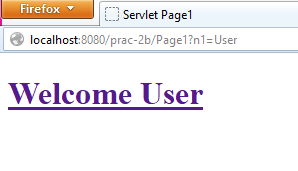 Firefox
Servlet Page1
localhost:8080/prac-2b/Page1?n1=User
Welcome User